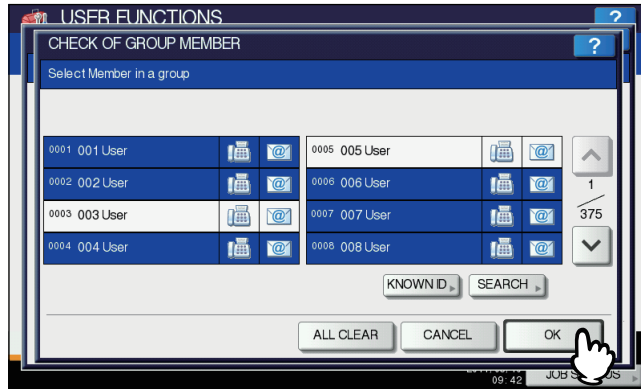 USER FUNCTIONS
?
CHECK OF GROUP MEMBER
?
Select Member in a group
0001 001 User
0002 002 User
0003 003 User
0004 004 User
0005 005 User
0006 006 User
0007 007 User
0008 008 User
1
375
KNOWN ID
SEARCH
ALL CLEAR
CANCEL
OK
09:42
JOB